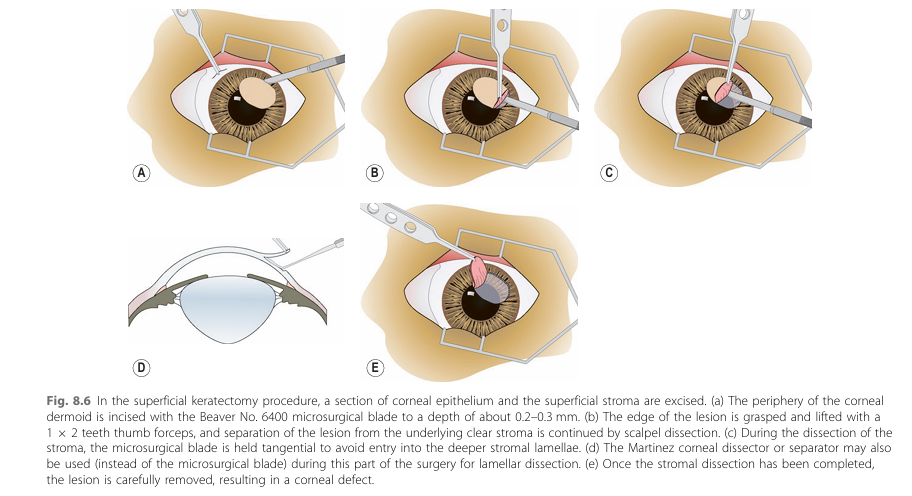 A
B
C
D
E
Fig. 8.6 In the superficial keratectomy procedure, a section of corneal epithelium and the superficial stroma are excised. (a) The periphery of the corneal
dermoid is incised with the Beaver No. 6400 microsurgical blade to a depth of about 0.2–0.3 mm. (b) The edge of the lesion is grasped and lifted with a
1 × 2 teeth thumb forceps, and separation of the lesion from the underlying clear stroma is continued by scalpel dissection. (c) During the dissection of the
stroma, the microsurgical blade is held tangential to avoid entry into the deeper stromal lamellae. (d) The Martinez corneal dissector or separator may also
be used (instead of the microsurgical blade) during this part of the surgery for lamellar dissection. (e) Once the stromal dissection has been completed,
the lesion is carefully removed, resulting in a corneal defect.